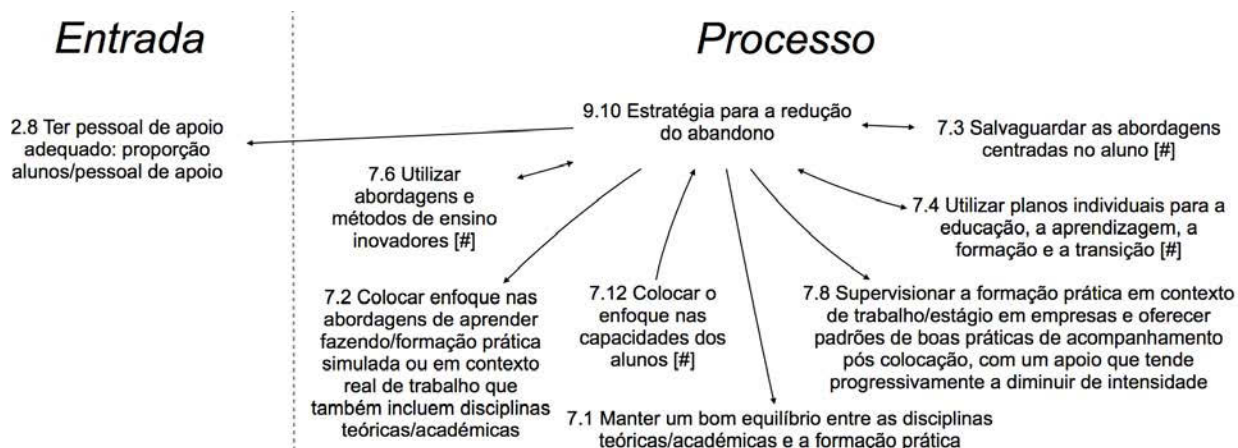 Entrada
Processo
2.8 Ter pessoal de apoio
adequado: proporção
alunos/pessoal de apoio
9.10 Estratégia para a redução
do abandono
7.3 Salvaguardar as abordagens
centradas no aluno [#]
7.6 Utilizar
abordagens e
métodos de ensino
inovadores [#]
7.4 Utilizar planos individuais para a
educação, a aprendizagem, a
formação e a transição [#]
7.2 Colocar enfoque nas
abordagens de aprender
fazendo/formação prática
simulada ou em contexto
real de trabalho que
também incluem disciplinas
teóricas/académicas
7.12 Colocar o
enfoque nas
capacidades dos
alunos [#]
7.8 Supervisionar a formação prática em contexto
de trabalho/estágio em empresas e oferecer
padrões de boas práticas de acompanhamento
pós colocação, com um apoio que tende
progressivamente a diminuir de intensidade
7.1 Manter um bom equilíbrio entre as disciplinas
teóricas/académicas e a formação prática